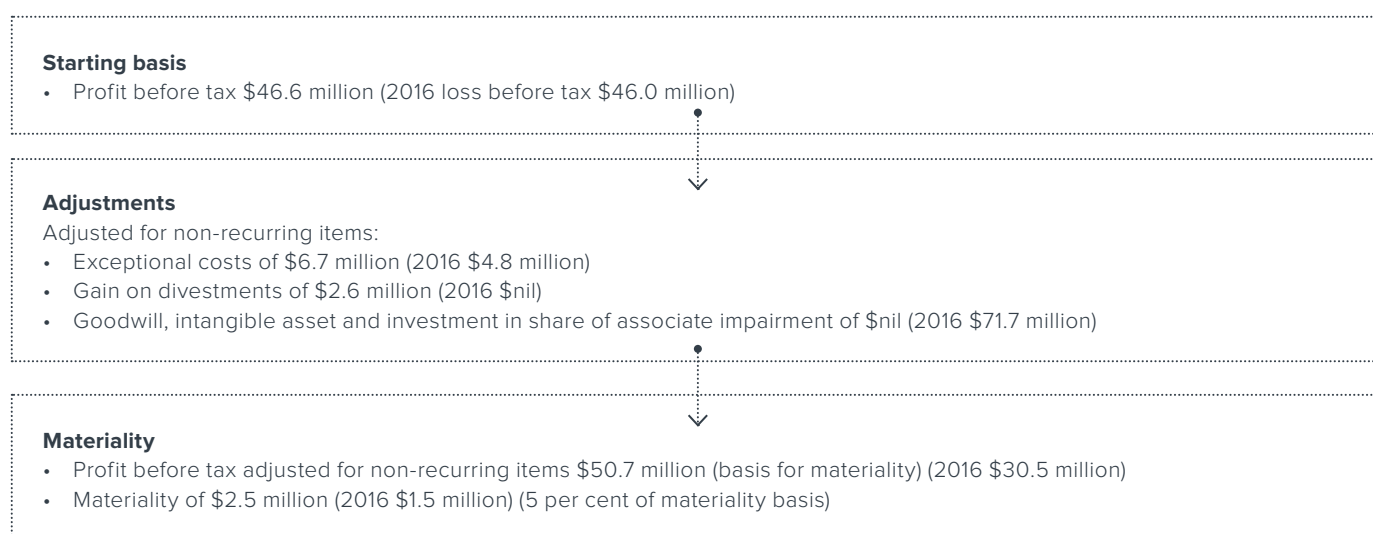 Starting basis
• Profit before tax $46.6 million (2016 loss before tax $46.0 million)
Adjustments
Adjusted for non-recurring items:
• Exceptional costs of $6.7 million (2016 $4.8 million)
• Gain on divestments of $2.6 million (2016 $nil)
• Goodwill, intangible asset and investment in share of associate impairment of $nil (2016 $71.7 million)
Materiality
• Profit before tax adjusted for non-recurring items $50.7 million (basis for materiality) (2016 $30.5 million)
• Materiality of $2.5 million (2016 $1.5 million) (5 per cent of materiality basis)